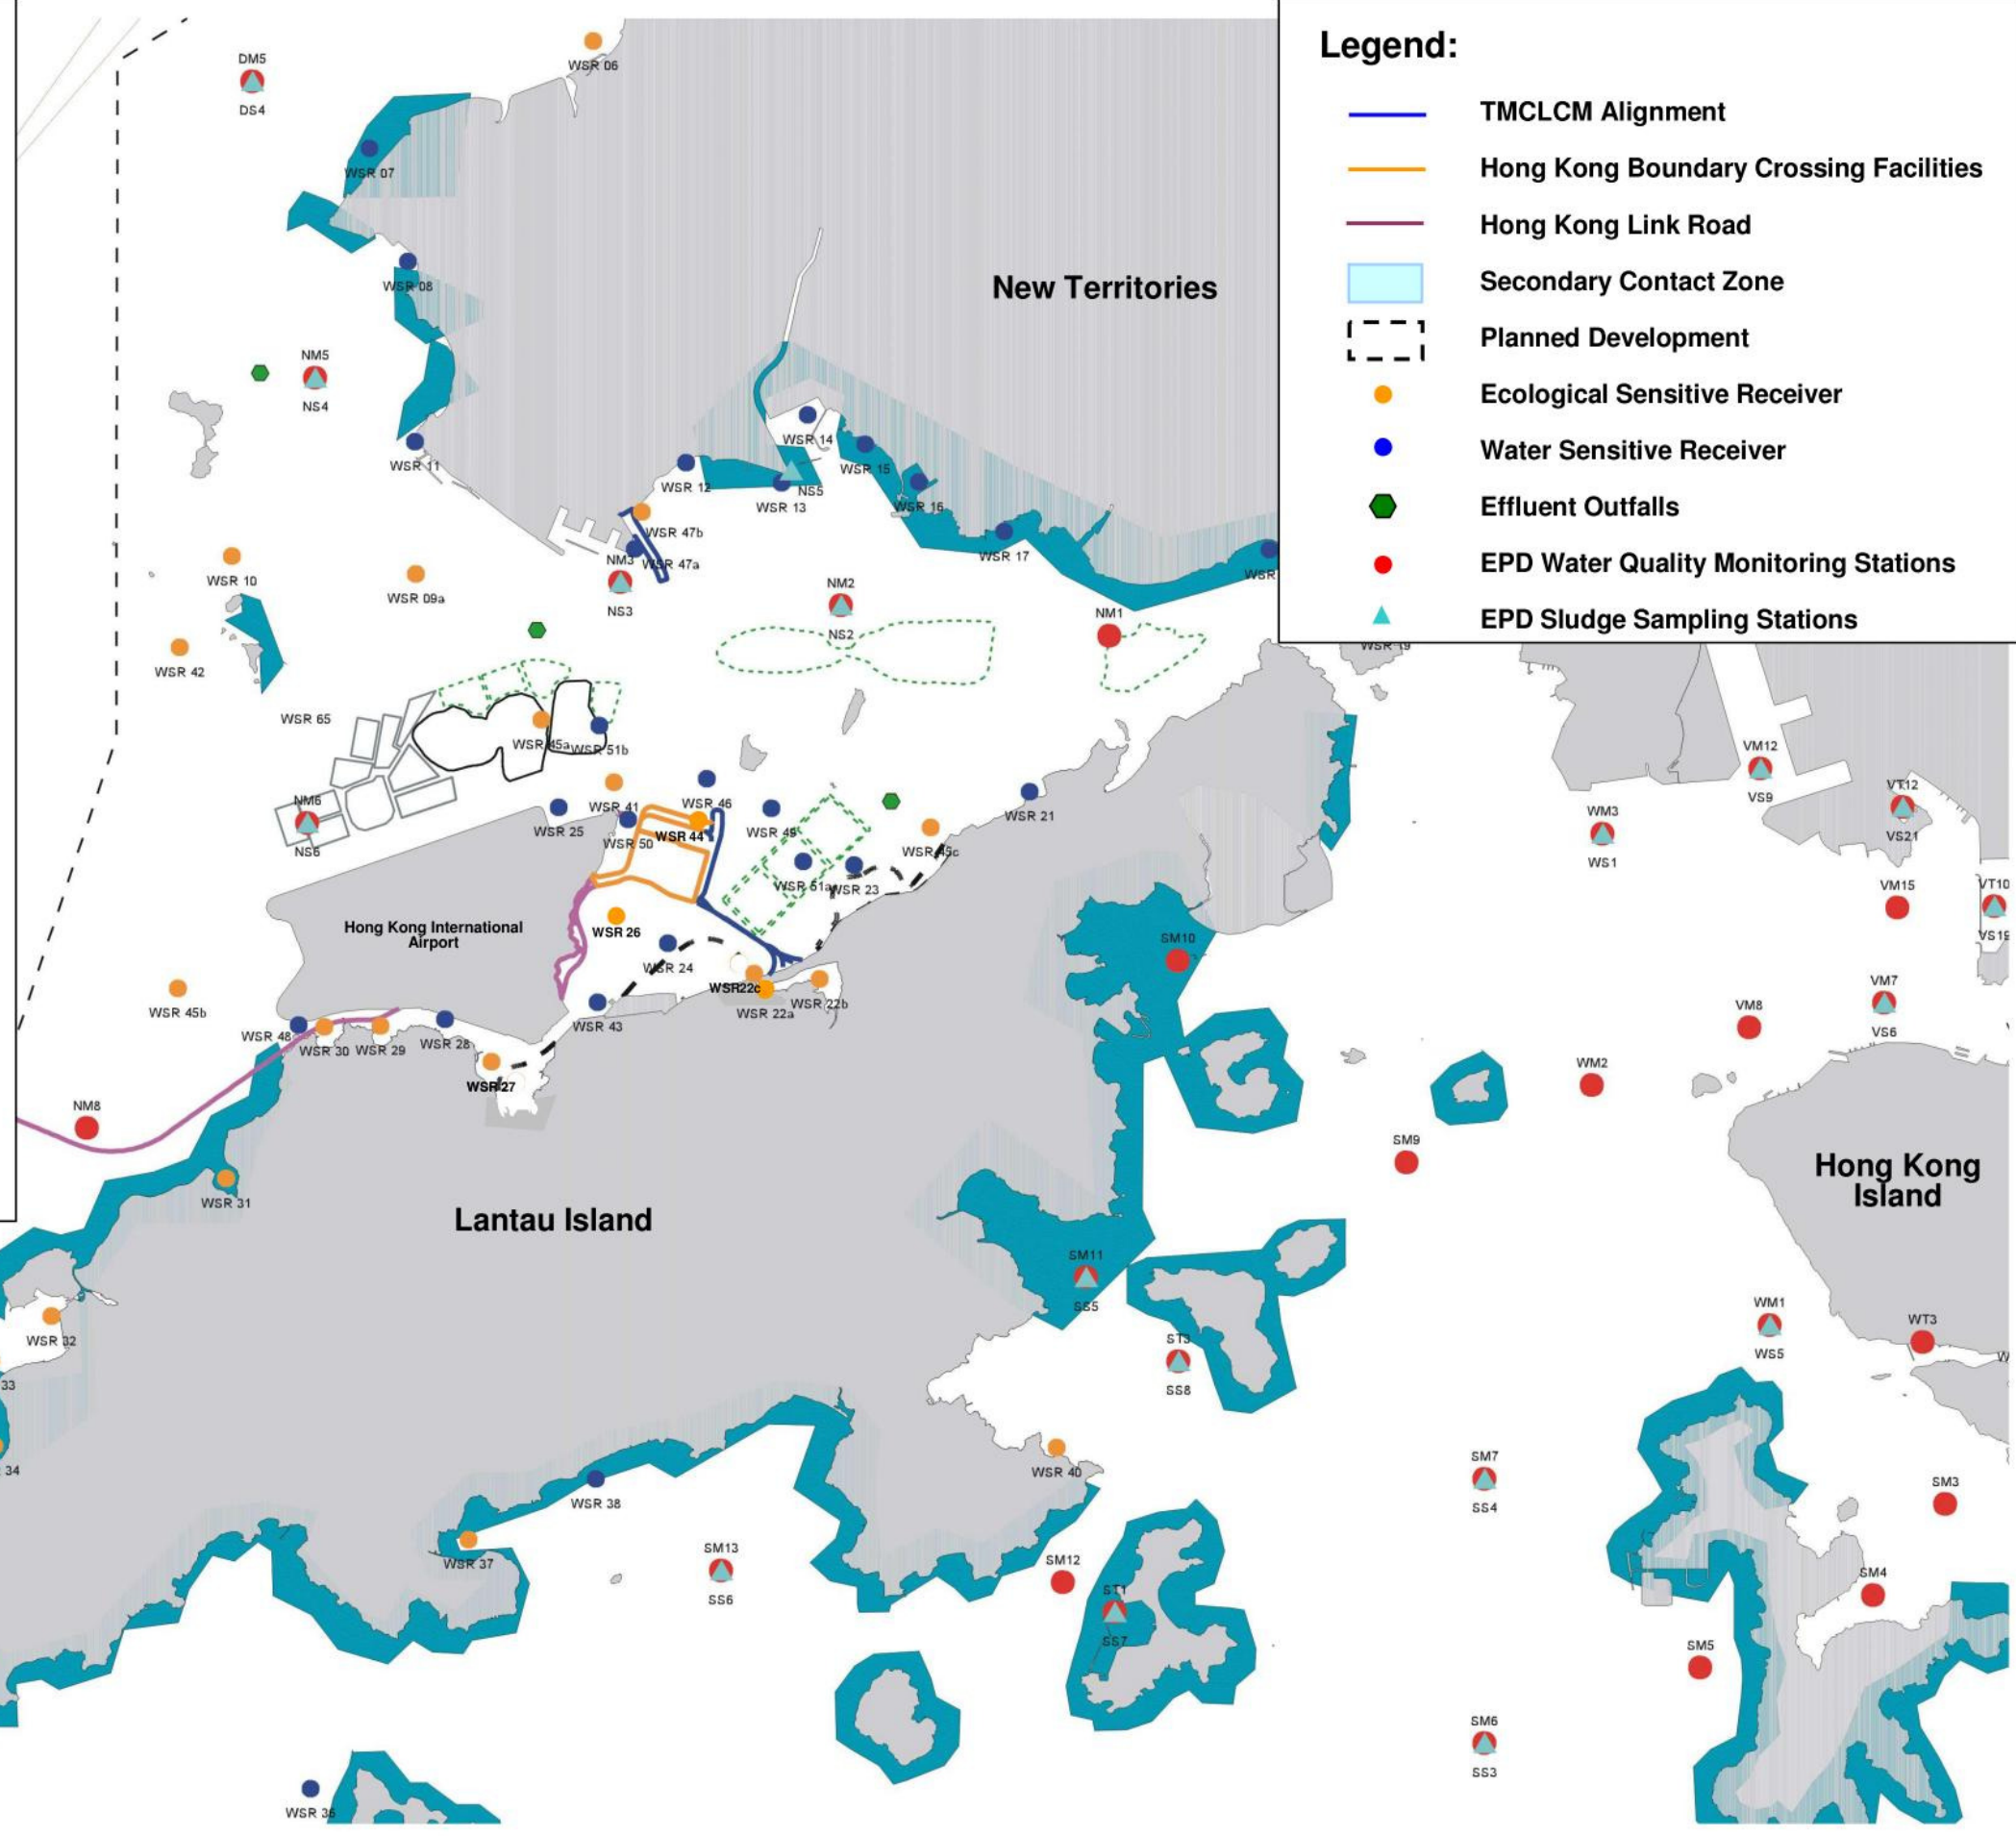 Legend:
TMCLCM Alignment
Hong Kong Boundary Crossing Facilities
Hong Kong Link Road
Secondary Contact Zone
Planned Development
Ecological Sensitive Receiver
Water Sensitive Receiver
Effluent Outfalls
EPD Water Quality Monitoring Stations
EPD Sludge Sampling Stations
WSR 06
DM5
DS4
WSR 07
WSR 08
New Territories
NM5
NS4
WSR 11
WSR 14
WSR 15
WSR 12
NS5
WSR 13
WSR 16
WSR 17
WSR
WSR 47b
NM3
WSR 47a
NS3
WSR 10
WSR 09a
NM2
NS2
NM1
WSR 19
WSR 42
WSR 65
WSR 45a
WSR 51b
NM6
NS6
WSR 25
WSR 41
WSR 50
WSR 46
WSR 44
WSR 49
WSR 21
WSR 45c
WSR 51a
WSR 23
VM12
VS9
WM3
WS1
VT12
VS21
VM15
VT10
VS19
Hong Kong International
Airport
WSR 26
WSR 24
SM10
WSR22c
WSR 22a
WSR 22b
WSR 43
WSR 45b
WSR 48
WSR 30
WSR 29
WSR 28
WSR27
VM7
VS6
VM8
WM2
NM8
SM9
Hong Kong
Island
WSR 31
Lantau Island
SM11
SS5
WSR 32
ST3
SS8
WM1
WS5
WT3
W
33
34
WSR 40
WSR 38
SM7
SS4
SM3
WSR 37
SM13
SS6
SM12
ST1
SS7
SM4
SM5
SM6
SS3
WSR 36